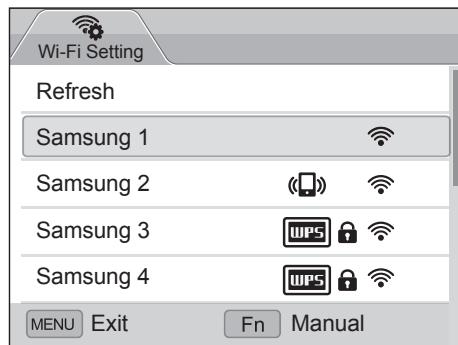 Wi-Fi Setting
Refresh
Samsung 1
Samsung 2
Samsung 3 WPS
Samsung 4 WPS
MENU Exit Fn Manual